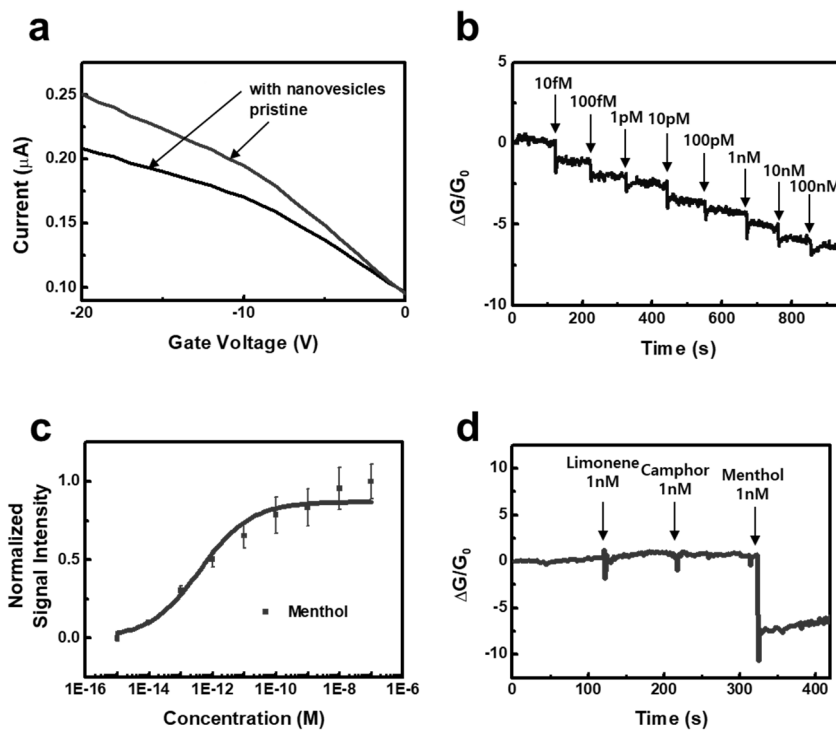 a
0.25
0.20
0.15
0.10
Current (μA)
with nanovesicles
pristine
-20
-10
0
Gate Voltage (V)
b
5
0
-5
-10
ΔG/G0
10fM
100fM
1pM
10pM
100pM
1nM
10nM
100nM
0
200
400
600
800
Time (s)
c
1.0
0.5
0.0
Normalized
Signal Intensity
Menthol
1E-16
1E-14
1E-12
1E-10
1E-8
1E-6
Concentration (M)
d
10
5
0
-5
-10
ΔG/G0
Limonene
1nM
Camphor
1nM
Menthol
1nM
0
100
200
300
400
Time (s)